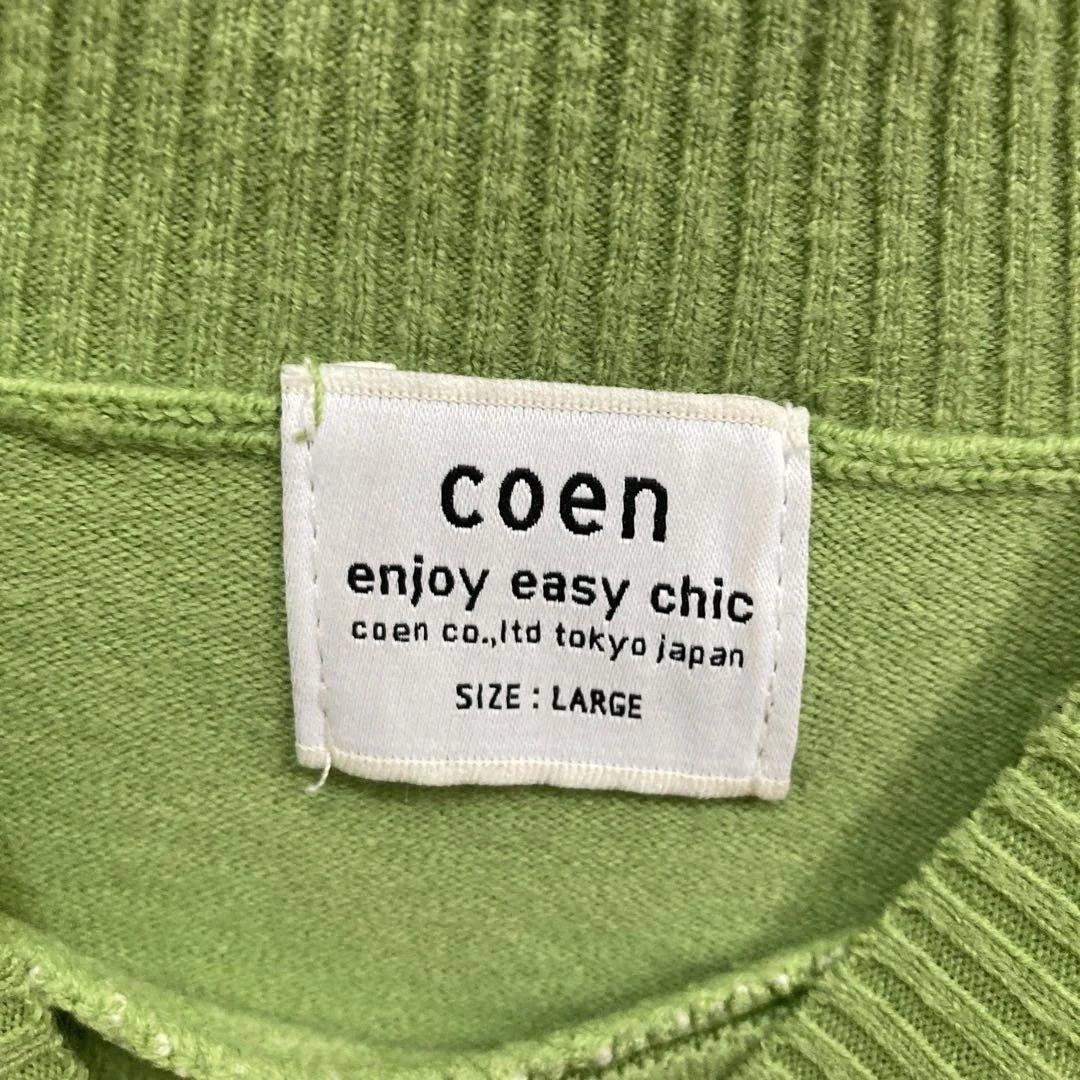 coen
enjoy easy chic
coen co.,ltd tokyo japan
SIZE : LARGE